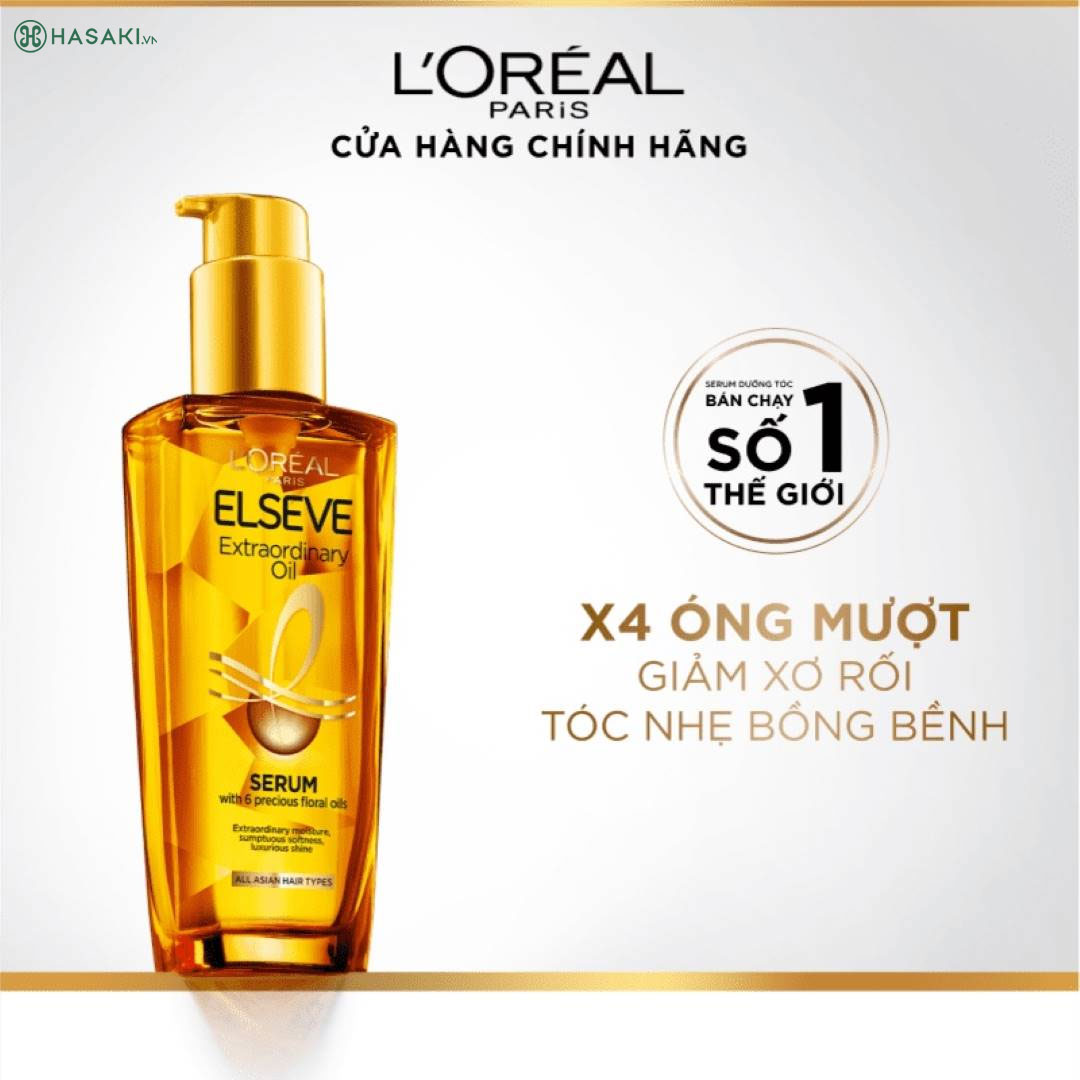 HASAKI.VN
L'ORÉAL
PARiS
CỬA HÀNG CHÍNH HÃNG
L'ORÉAL
PARiS
ELSEVE
Extraordinary
Oil
SERUM
with 6 precious floral oils
Extraordinary moisture,
sumptuous softness,
luxurious shine
ALL ASIAN HAIR TYPES
SERUM DƯỠNG TÓC
BÁN CHẠY
SỐ 1
THẾ GIỚI
X4 ÓNG MƯỢT
GIẢM XƠ RỐI
TÓC NHẸ BỒNG BỀNH